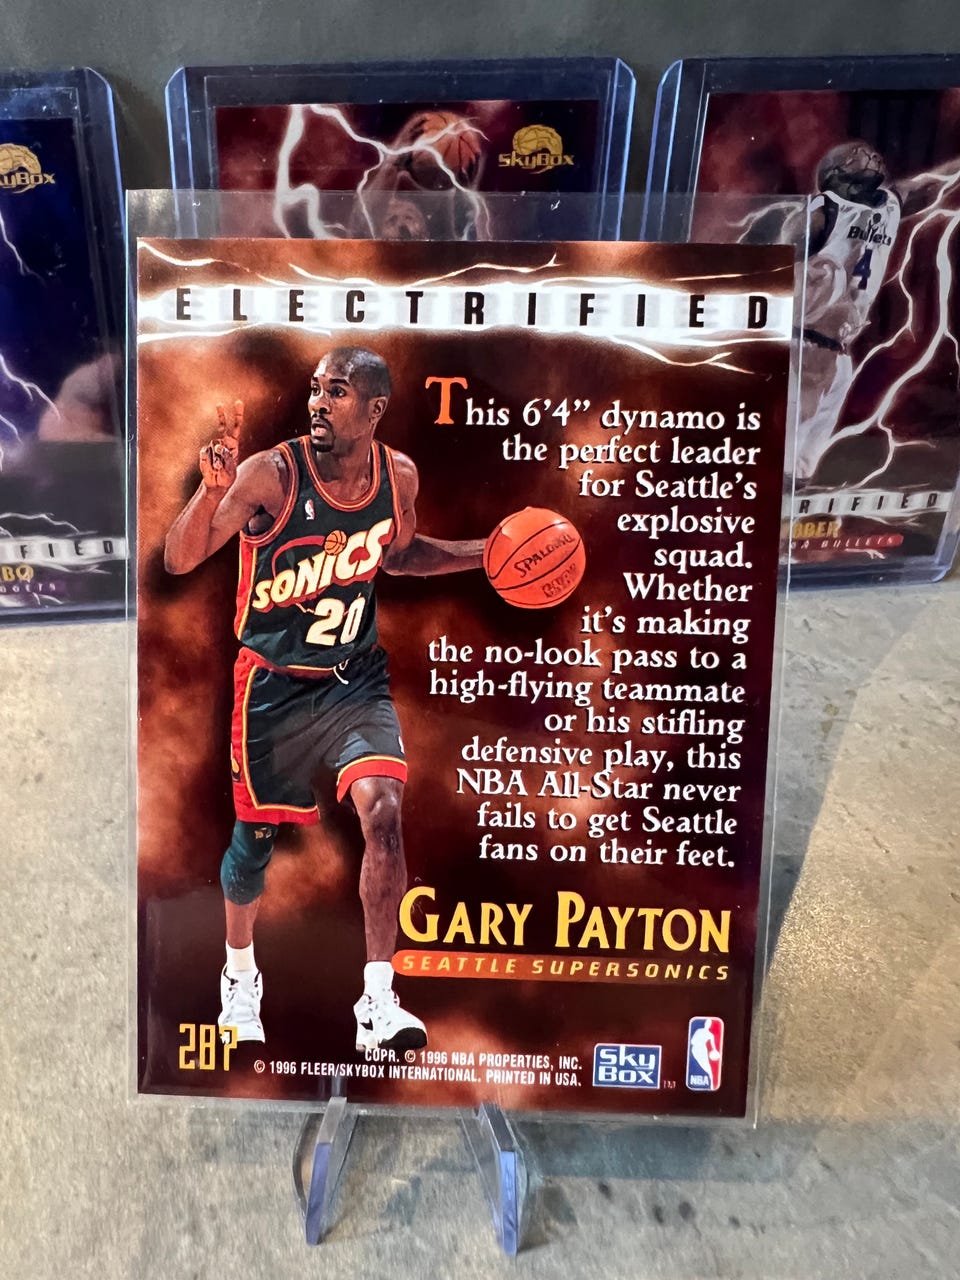 SkyBox
SkyBox
Bullets
4
ELECTRIFIED
This 6'4" dynamo is
the perfect leader
for Seattle's
explosive
squad.
Whether
it's making
the no-look pass to a
high-flying teammate
or his stifling
defensive play, this
NBA All-Star never
fails to get Seattle
fans on their feet.
SPALDING
SONICS
20
GARY PAYTON
SEATTLE SUPERSONICS
287
COPR. © 1996 NBA PROPERTIES, INC.
© 1996 FLEER/SKYBOX INTERNATIONAL. PRINTED IN USA.
Sky
BOX
NBA